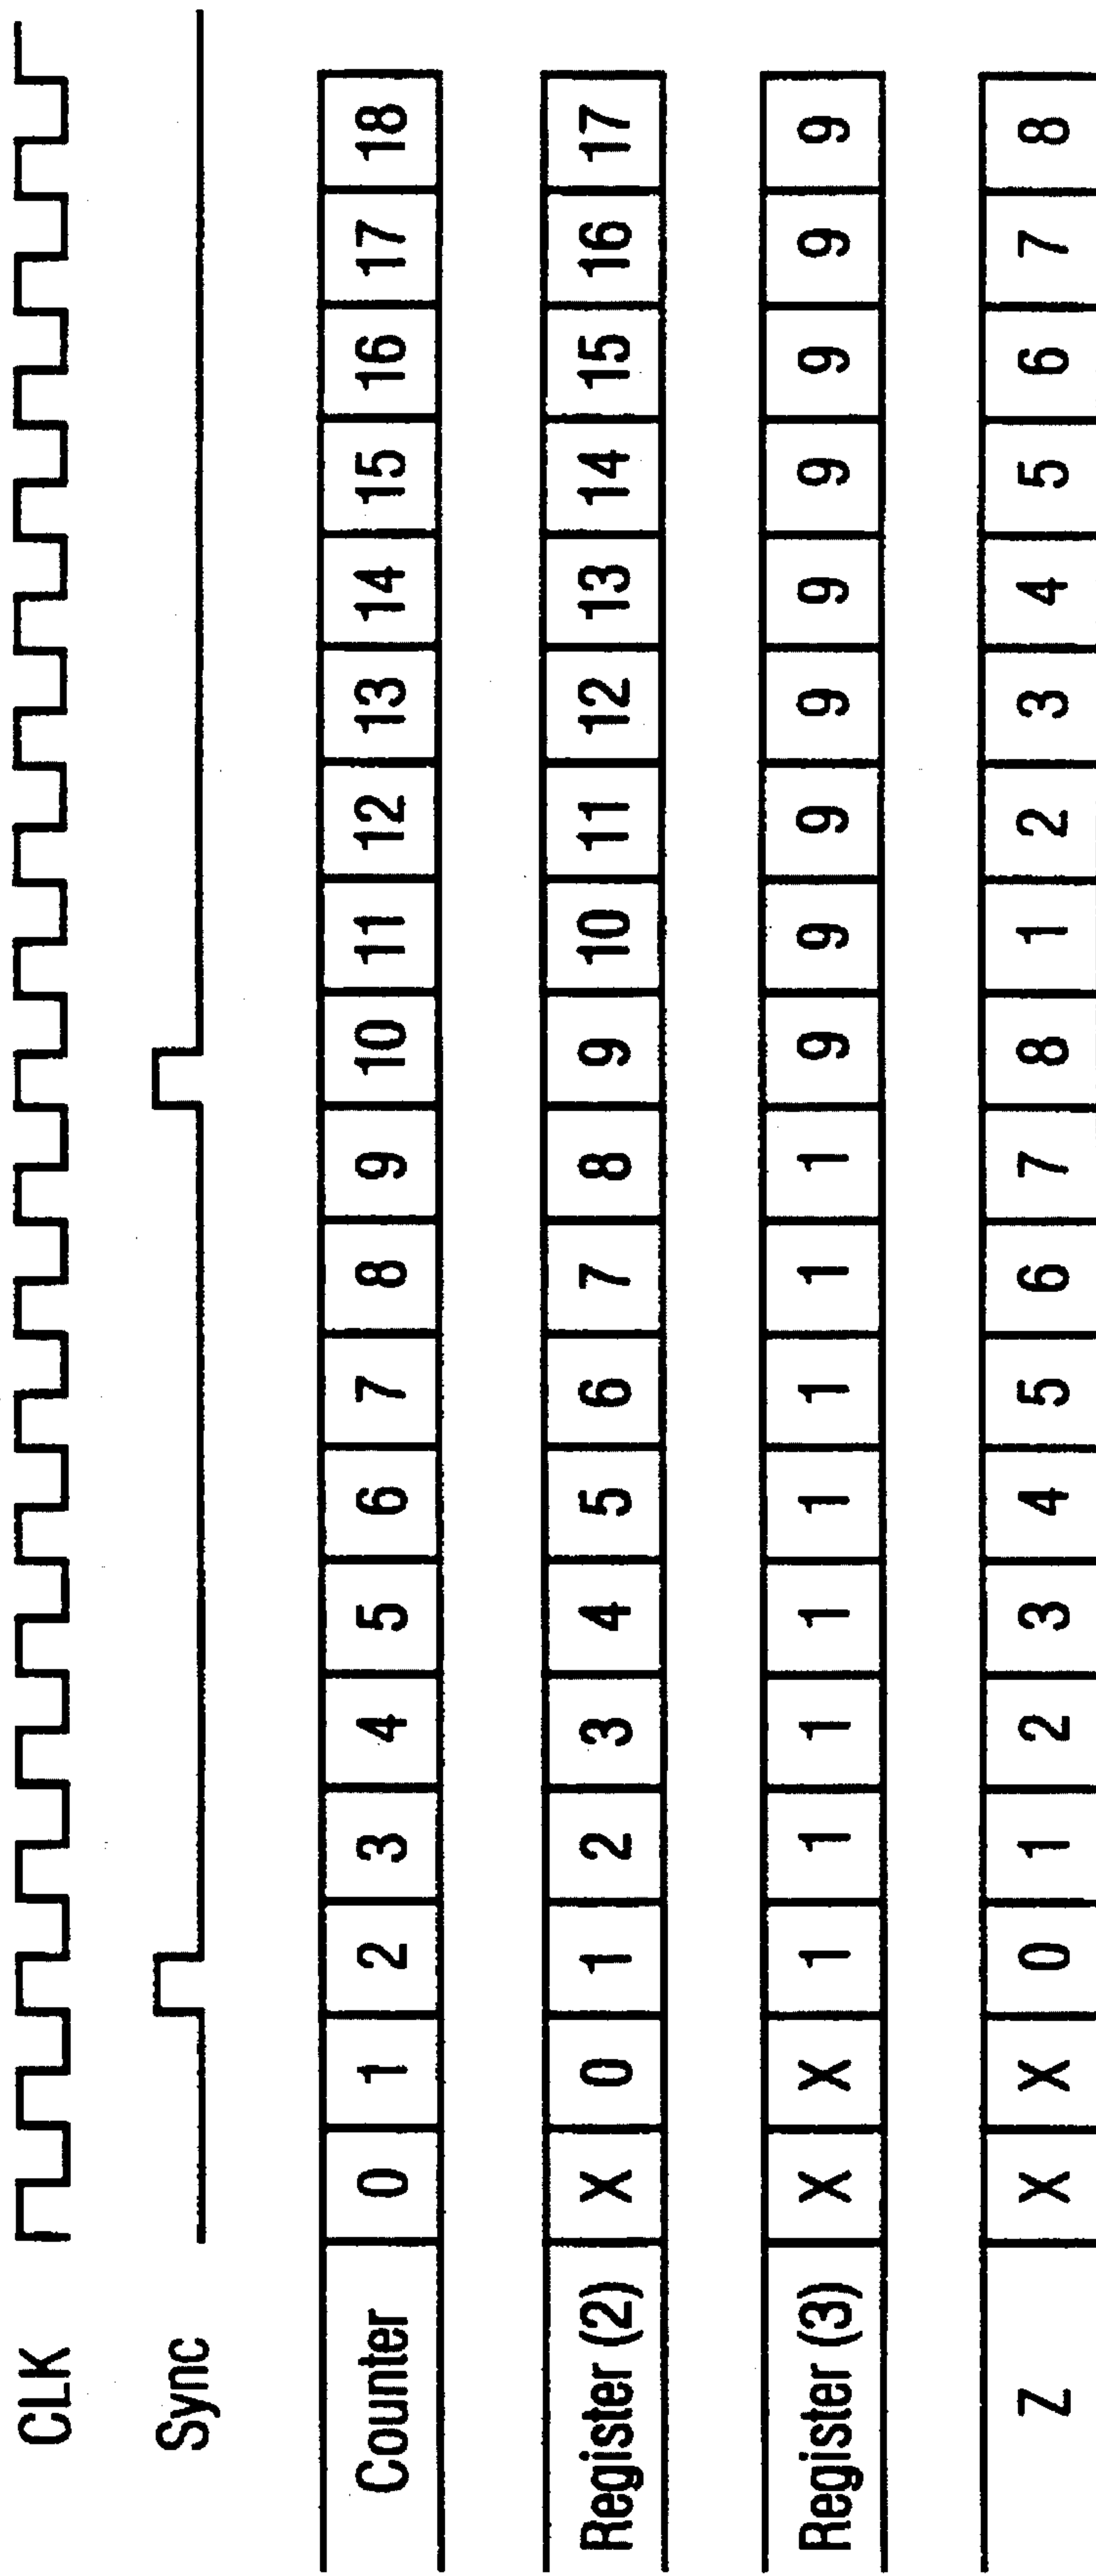 CLK
Sync
Counter 0 1 2 3 4 5 6 7 8 9 10 11 12 13 14 15 16 17 18
Register (2) X 0 1 2 3 4 5 6 7 8 9 10 11 12 13 14 15 16 17
Register (3) X X 1 1 1 1 1 1 1 1 9 9 9 9 9 9 9 9 9
Z X X 0 1 2 3 4 5 6 7 8 1 2 3 4 5 6 7 8